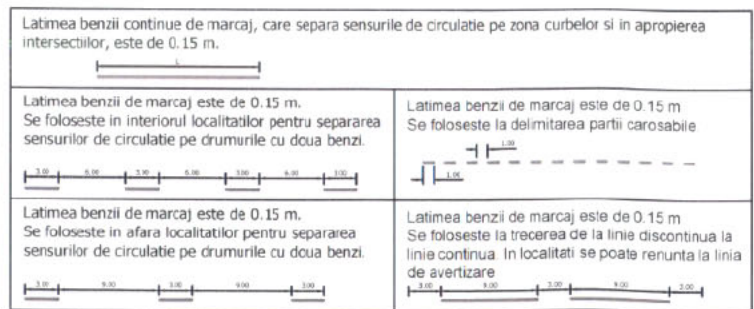 Latimea benzii continue de marcaj, care separa sensurile de circulatie pe zona curbelor si in apropierea
intersectiilor, este de 0.15 m.
L
Latimea benzii de marcaj este de 0.15 m.
Se foloseste in interiorul localitatilor pentru separarea
sensurilor de circulatie pe drumurile cu doua benzi.
3.00 6.00 3.00 6.00 3.00 6.00 3.00
Latimea benzii de marcaj este de 0.15 m
Se foloseste la delimitarea partii carosabile
1.00
1.00
Latimea benzii de marcaj este de 0.15 m.
Se foloseste in afara localitatilor pentru separarea
sensurilor de circulatie pe drumurile cu doua benzi.
3.00 9.00 3.00 9.00 3.00
Latimea benzii de marcaj este de 0.15 m
Se foloseste la trecerea de la linie discontinua la
linie continua. In localitati se poate renunta la linia
de avertizare
3.00 9.00 3.00 9.00 3.00